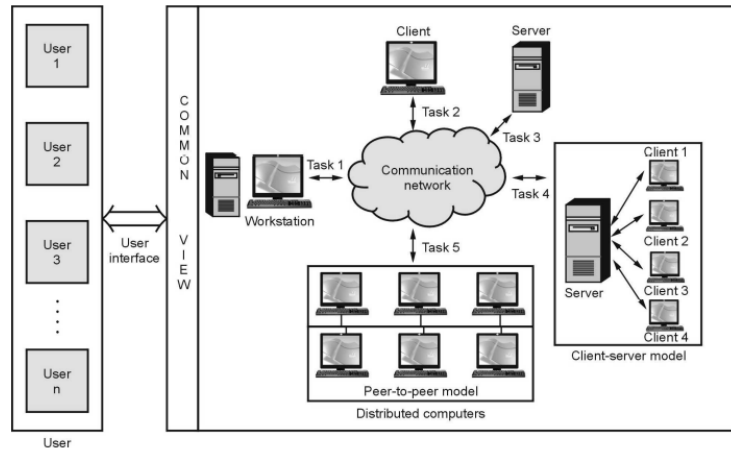 User
1
User
2
User
3
User
n
User
User
interface
COMMON VIEW
Client
Server
Task 2
Task 3
Task 1
Communication
network
Workstation
Task 4
Task 5
Client 1
Client 2
Client 3
Client 4
Server
Client-server model
Peer-to-peer model
Distributed computers